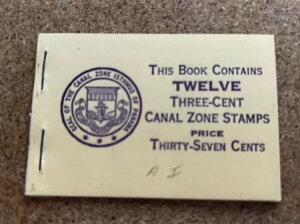 SEAL OF THE CANAL ZONE ISTHMUS OF PANAMA
THIS BOOK CONTAINS
TWELVE
THREE-CENT
CANAL ZONE STAMPS
PRICE
THIRTY-SEVEN CENTS
A I